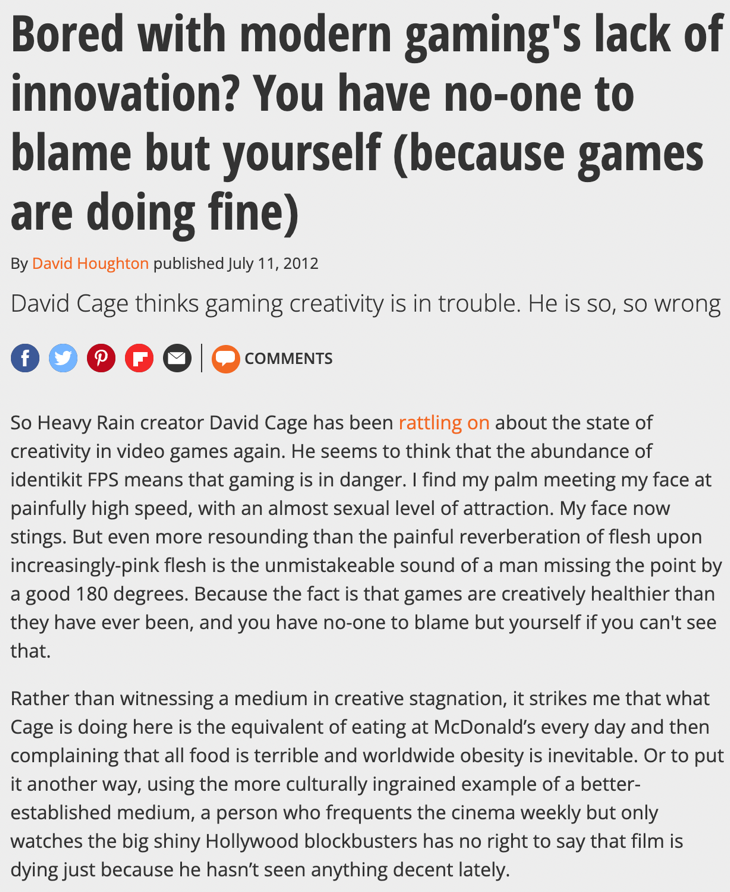 Bored with modern gaming's lack of
innovation? You have no-one to
blame but yourself (because games
are doing fine)
By David Houghton published July 11, 2012
David Cage thinks gaming creativity is in trouble. He is so, so wrong
COMMENTS
So Heavy Rain creator David Cage has been rattling on about the state of
creativity in video games again. He seems to think that the abundance of
identikit FPS means that gaming is in danger. I find my palm meeting my face at
painfully high speed, with an almost sexual level of attraction. My face now
stings. But even more resounding than the painful reverberation of flesh upon
increasingly-pink flesh is the unmistakeable sound of a man missing the point by
a good 180 degrees. Because the fact is that games are creatively healthier than
they have ever been, and you have no-one to blame but yourself if you can't see
that.
Rather than witnessing a medium in creative stagnation, it strikes me that what
Cage is doing here is the equivalent of eating at McDonald’s every day and then
complaining that all food is terrible and worldwide obesity is inevitable. Or to put
it another way, using the more culturally ingrained example of a better-
established medium, a person who frequents the cinema weekly but only
watches the big shiny Hollywood blockbusters has no right to say that film is
dying just because he hasn’t seen anything decent lately.